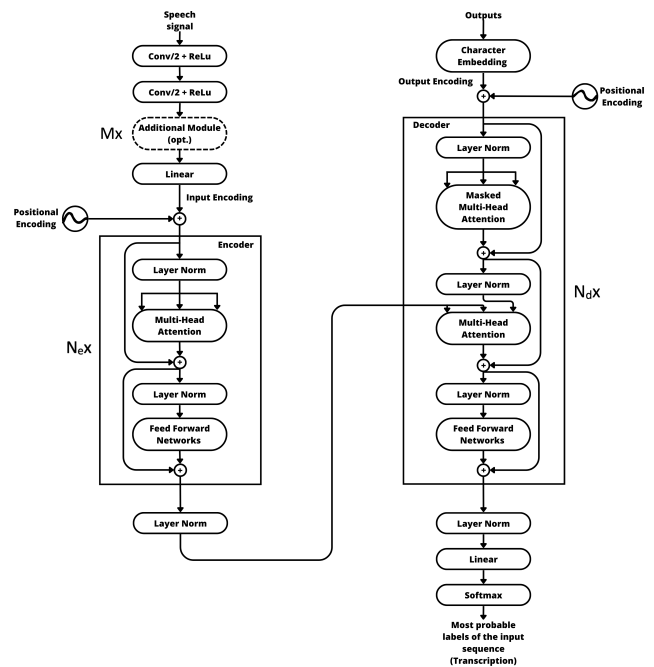 Speech
signal
Conv/2 + ReLu
Conv/2 + ReLu
Mx
Additional Module
(opt.)
Linear
Input Encoding
Positional
Encoding
+
Encoder
Layer Norm
Nₑx
Multi-Head
Attention
+
Layer Norm
Feed Forward
Networks
+
Layer Norm
Outputs
Character
Embedding
Output Encoding
+
Positional
Encoding
Decoder
Layer Norm
Masked
Multi-Head
Attention
+
Layer Norm
N_dx
Multi-Head
Attention
+
Layer Norm
Feed Forward
Networks
+
Layer Norm
Linear
Softmax
Most probable
labels of the input
sequence
(Transcription)